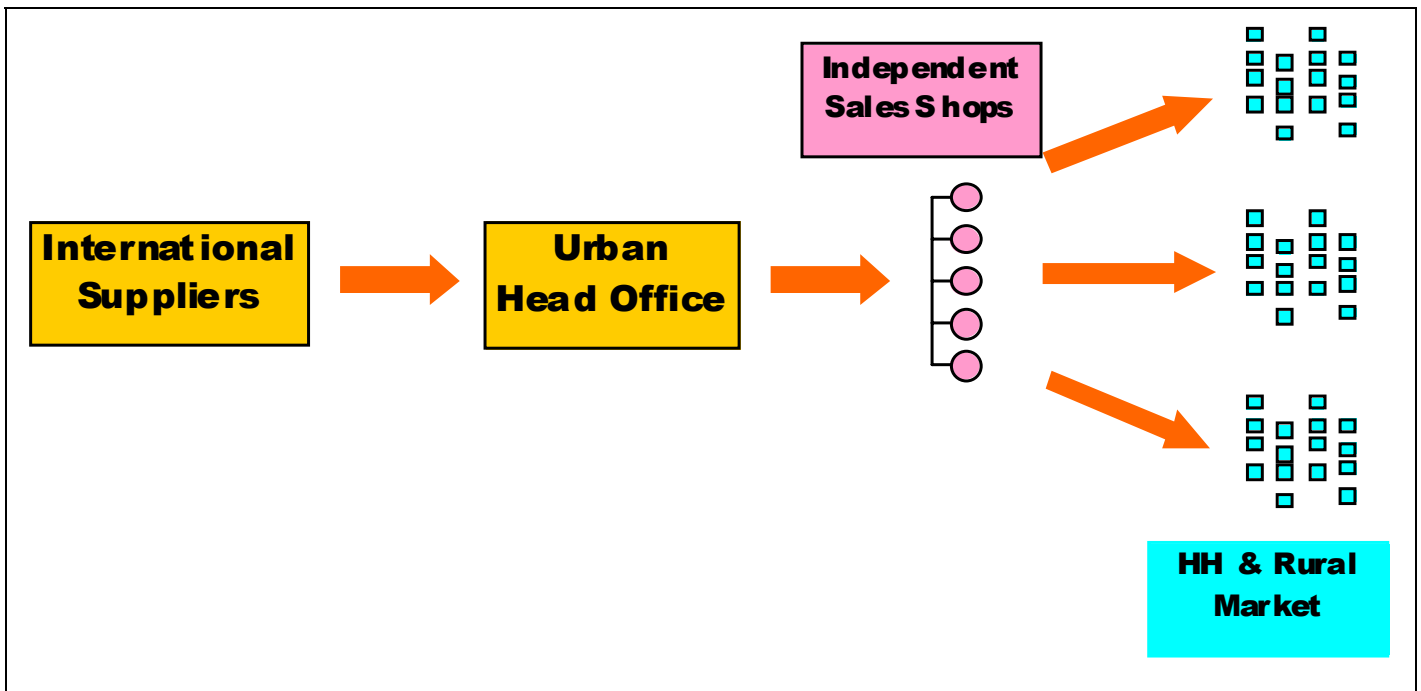 Independent
Sales Shops
International
Suppliers
Urban
Head Office
HH & Rural
Market